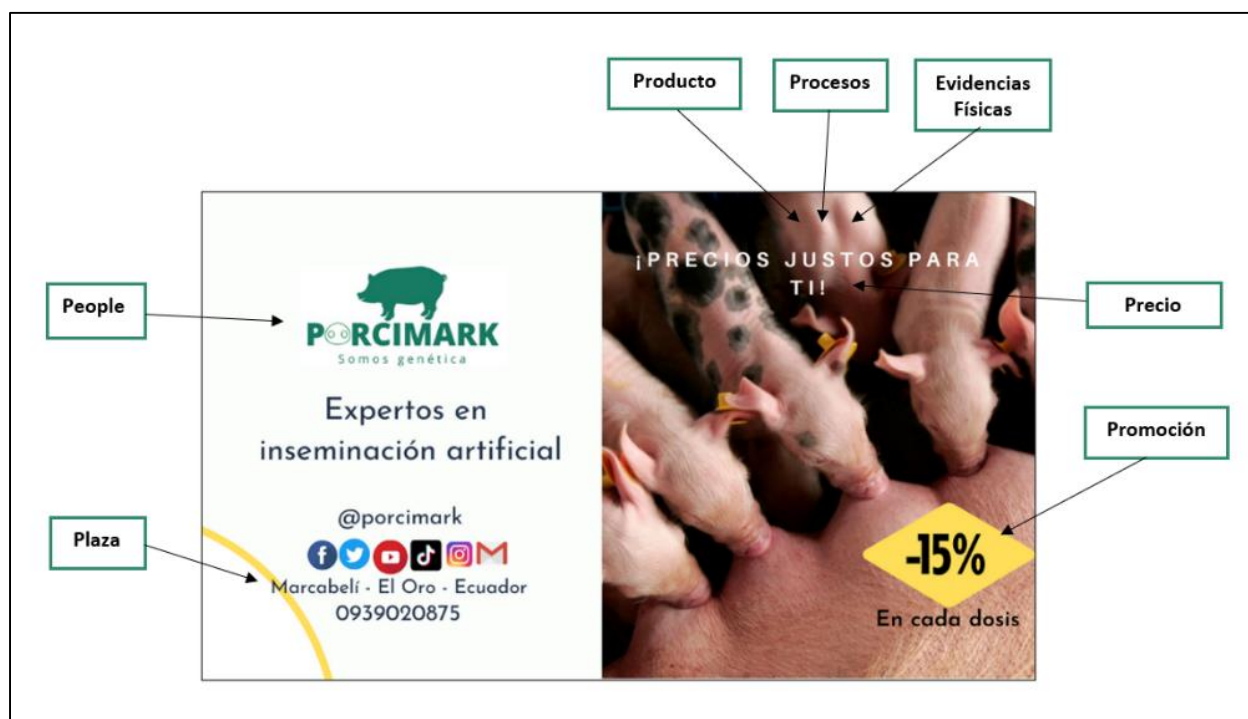 Producto
Procesos
Evidencias
Físicas
People
PORCIMARK
Somos genética
Expertos en
inseminación artificial
Plaza
@porcimark
Marcabelí - El Oro - Ecuador
0939020875
¡PRECIOS JUSTOS PARA
TI!
Precio
Promoción
-15%
En cada dosis